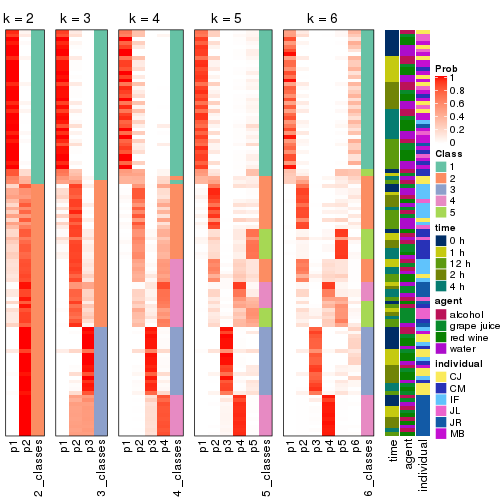 k = 2 k = 3 k = 4 k = 5 k = 6
Prob
1
0.8
0.6
0.4
0.2
0
Class
1
2
3
4
5
time
0 h
1 h
12 h
2 h
4 h
agent
alcohol
grape juice
red wine
water
individual
CJ
CM
IF
JL
JR
MB
p1 p2 2_classes p1 p2 p3 3_classes p1 p2 p3 p4 4_classes p1 p2 p3 p4 p5 5_classes p1 p2 p3 p4 p5 p6 6_classes time agent individual